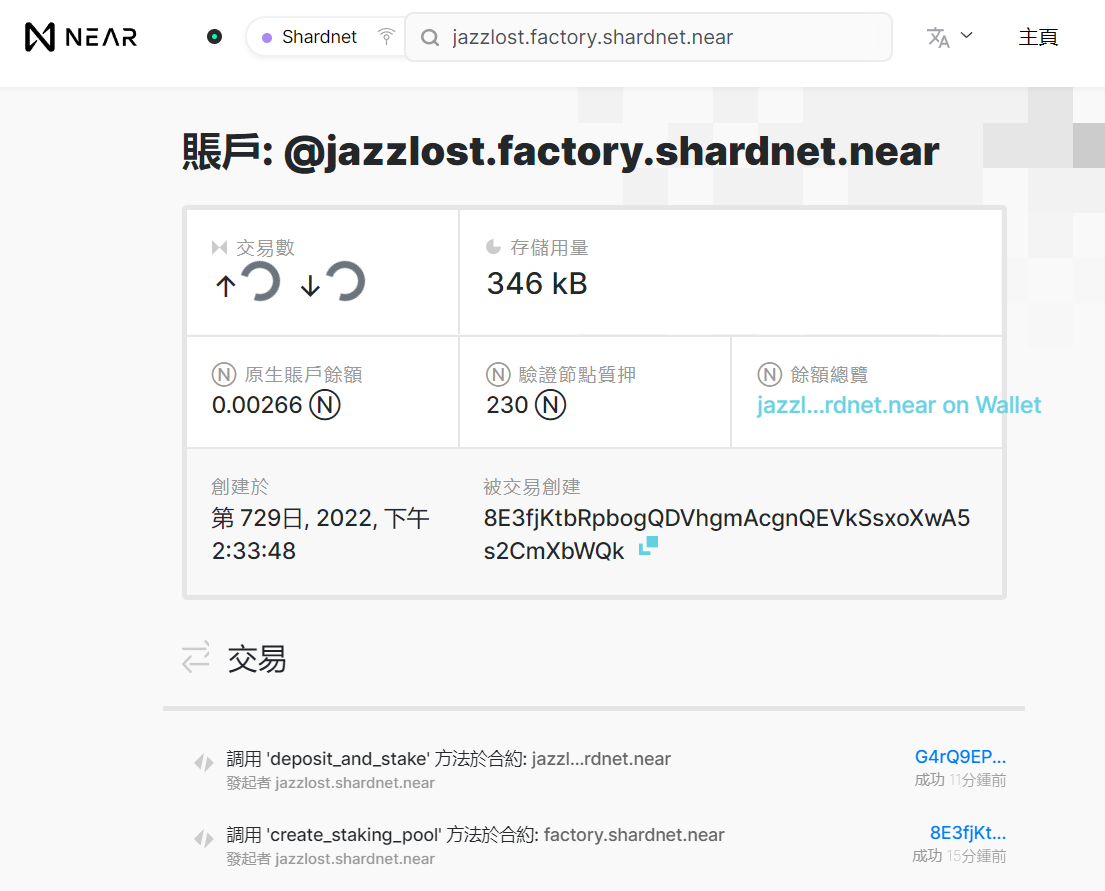 NEAR
Shardnet
jazzlost.factory.shardnet.near
主頁
賬戶: @jazzlost.factory.shardnet.near
交易數
↑ ↓
存儲用量
346 kB
原生賬戶餘額
0.00266 N
驗證節點質押
230 N
餘額總覽
jazzl...rdnet.near on Wallet
創建於
第 729日, 2022, 下午
2:33:48
被交易創建
8E3fjKtbRpbogQDVhgmAcgnQEVkSsxoXwA5
s2CmXbWQk
交易
調用 'deposit_and_stake' 方法於合約: jazzl...rdnet.near
G4rQ9EP...
發起者 jazzlost.shardnet.near
成功 11分鍾前
調用 'create_staking_pool' 方法於合約: factory.shardnet.near
8E3fjKt...
發起者 jazzlost.shardnet.near
成功 15分鍾前